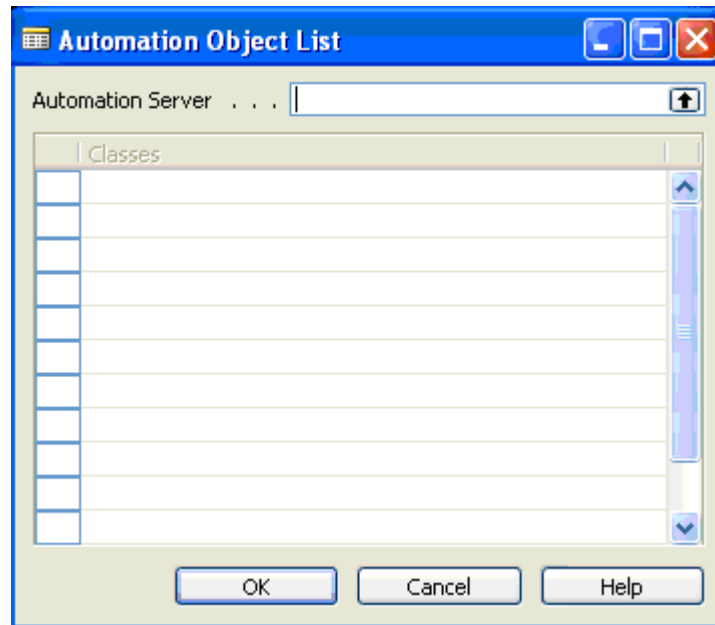 Automation Object List
Automation Server . . .
Classes
OK Cancel Help